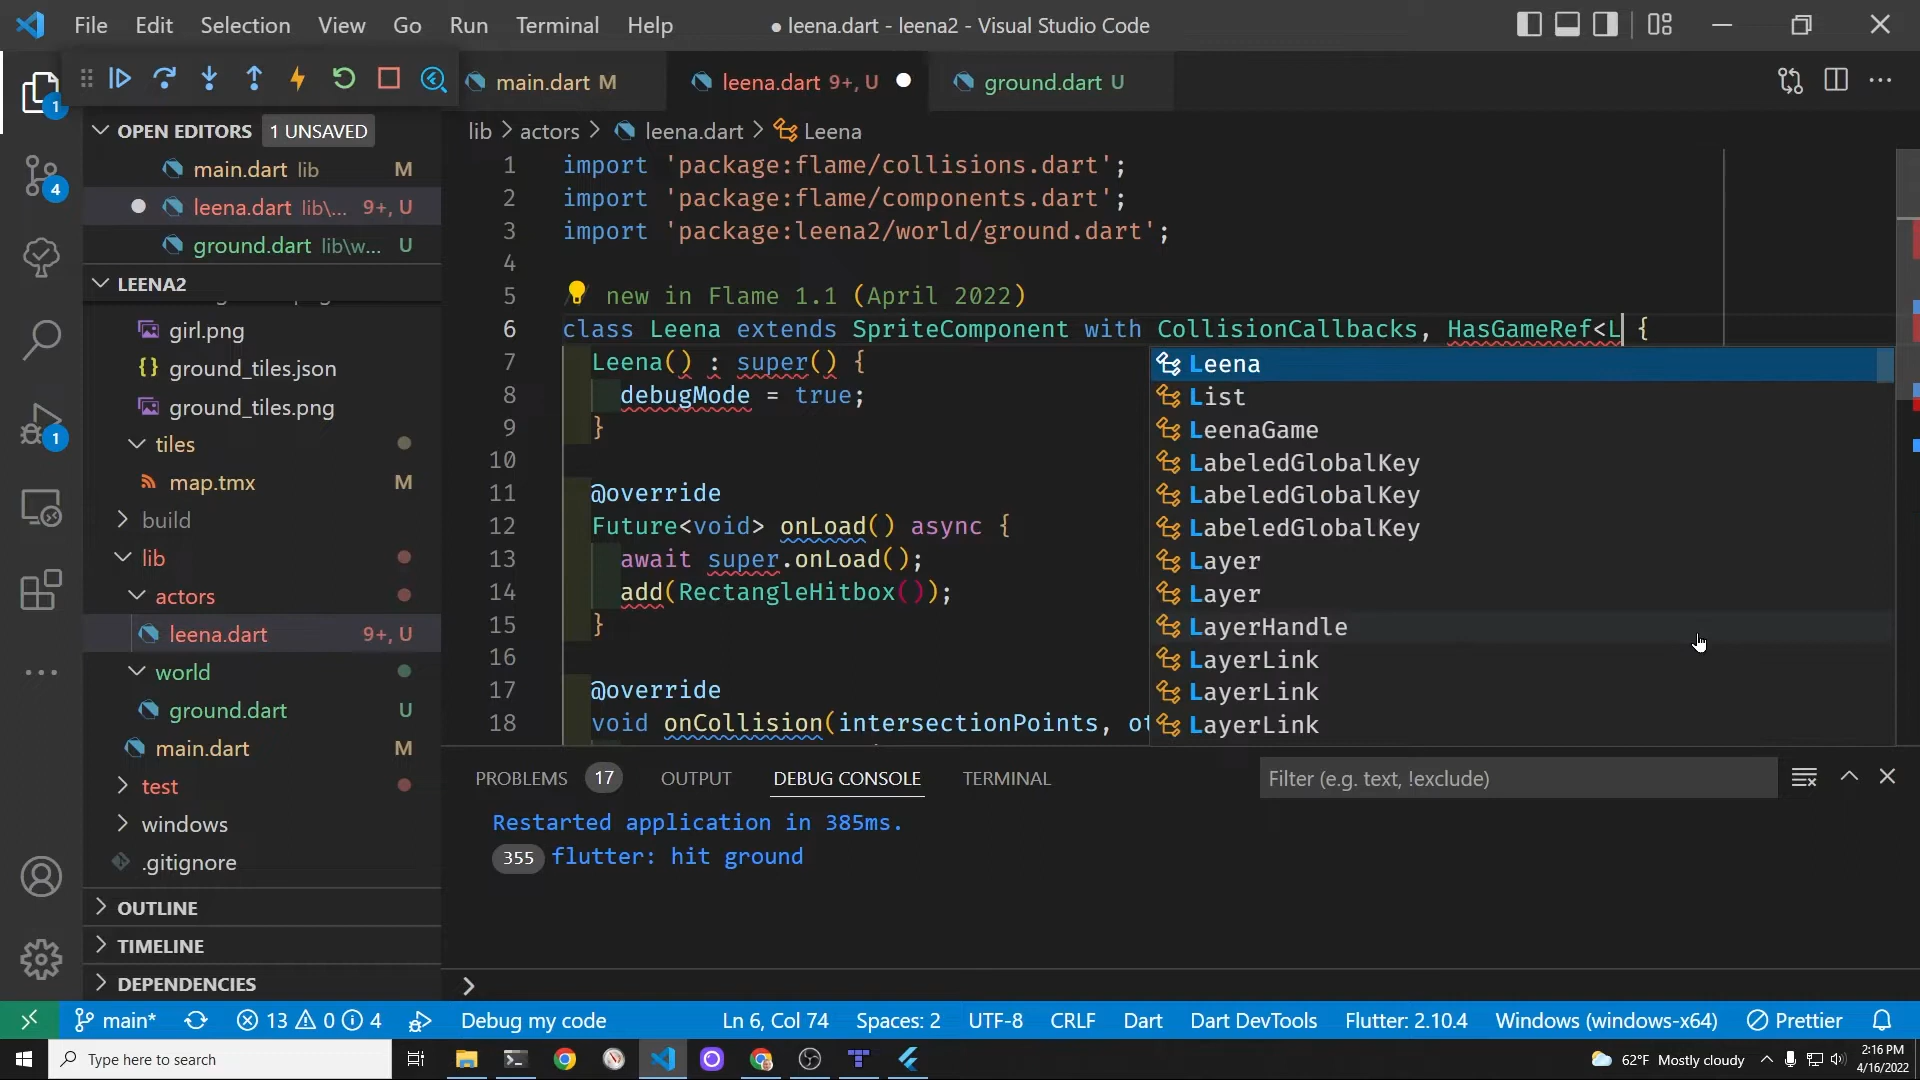 File Edit Selection View Go Run Terminal Help
● leena.dart - leena2 - Visual Studio Code
main.dart M
leena.dart 9+, U
ground.dart U
1
4
1
OPEN EDITORS 1 UNSAVED
main.dart lib M
leena.dart lib\... 9+, U
ground.dart lib\w... U
LEENA2
girl.png
{} ground_tiles.json
ground_tiles.png
tiles
map.tmx M
build
lib
actors
leena.dart 9+, U
world
ground.dart U
main.dart M
test
windows
.gitignore
OUTLINE
TIMELINE
DEPENDENCIES
lib > actors > leena.dart > Leena
1 import 'package:flame/collisions.dart';
2 import 'package:flame/components.dart';
3 import 'package:leena2/world/ground.dart';
4
5 / new in Flame 1.1 (April 2022)
6 class Leena extends SpriteComponent with CollisionCallbacks, HasGameRef<L {
7 Leena() : super() {
8 debugMode = true;
9 }
10
11 @override
12 Future<void> onLoad() async {
13 await super.onLoad();
14 add(RectangleHitbox());
15 }
16
17 @override
18 void onCollision(intersectionPoints, ot
Leena
List
LeenaGame
LabeledGlobalKey
LabeledGlobalKey
LabeledGlobalKey
Layer
Layer
LayerHandle
LayerLink
LayerLink
LayerLink
PROBLEMS 17 OUTPUT DEBUG CONSOLE TERMINAL
Filter (e.g. text, !exclude)
Restarted application in 385ms.
355 flutter: hit ground
main* 13 0 4 Debug my code
Ln 6, Col 74 Spaces: 2 UTF-8 CRLF Dart Dart DevTools Flutter: 2.10.4 Windows (windows-x64) Prettier
Type here to search
62°F Mostly cloudy
2:16 PM
4/16/2022